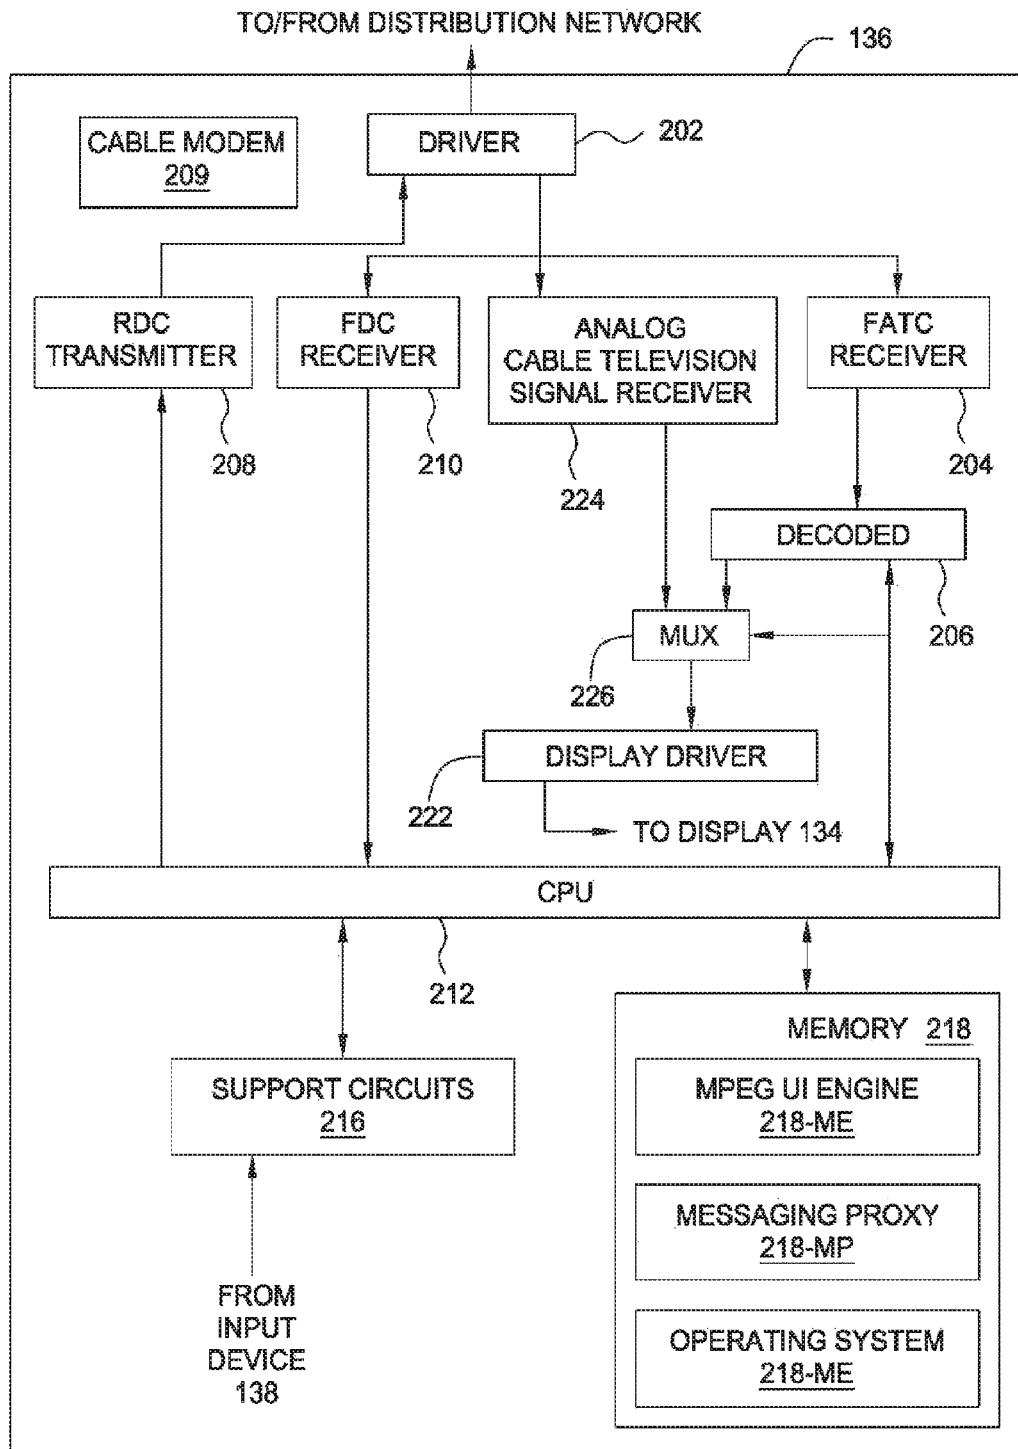 TO/FROM DISTRIBUTION NETWORK
136
CABLE MODEM
209
DRIVER
202
RDC
TRANSMITTER
208
FDC
RECEIVER
210
ANALOG
CABLE TELEVISION
SIGNAL RECEIVER
224
FATC
RECEIVER
204
DECODED
206
MUX
226
DISPLAY DRIVER
222
TO DISPLAY 134
CPU
212
SUPPORT CIRCUITS
216
FROM
INPUT
DEVICE
138
MEMORY 218
MPEG UI ENGINE
218-ME
MESSAGING PROXY
218-MP
OPERATING SYSTEM
218-ME